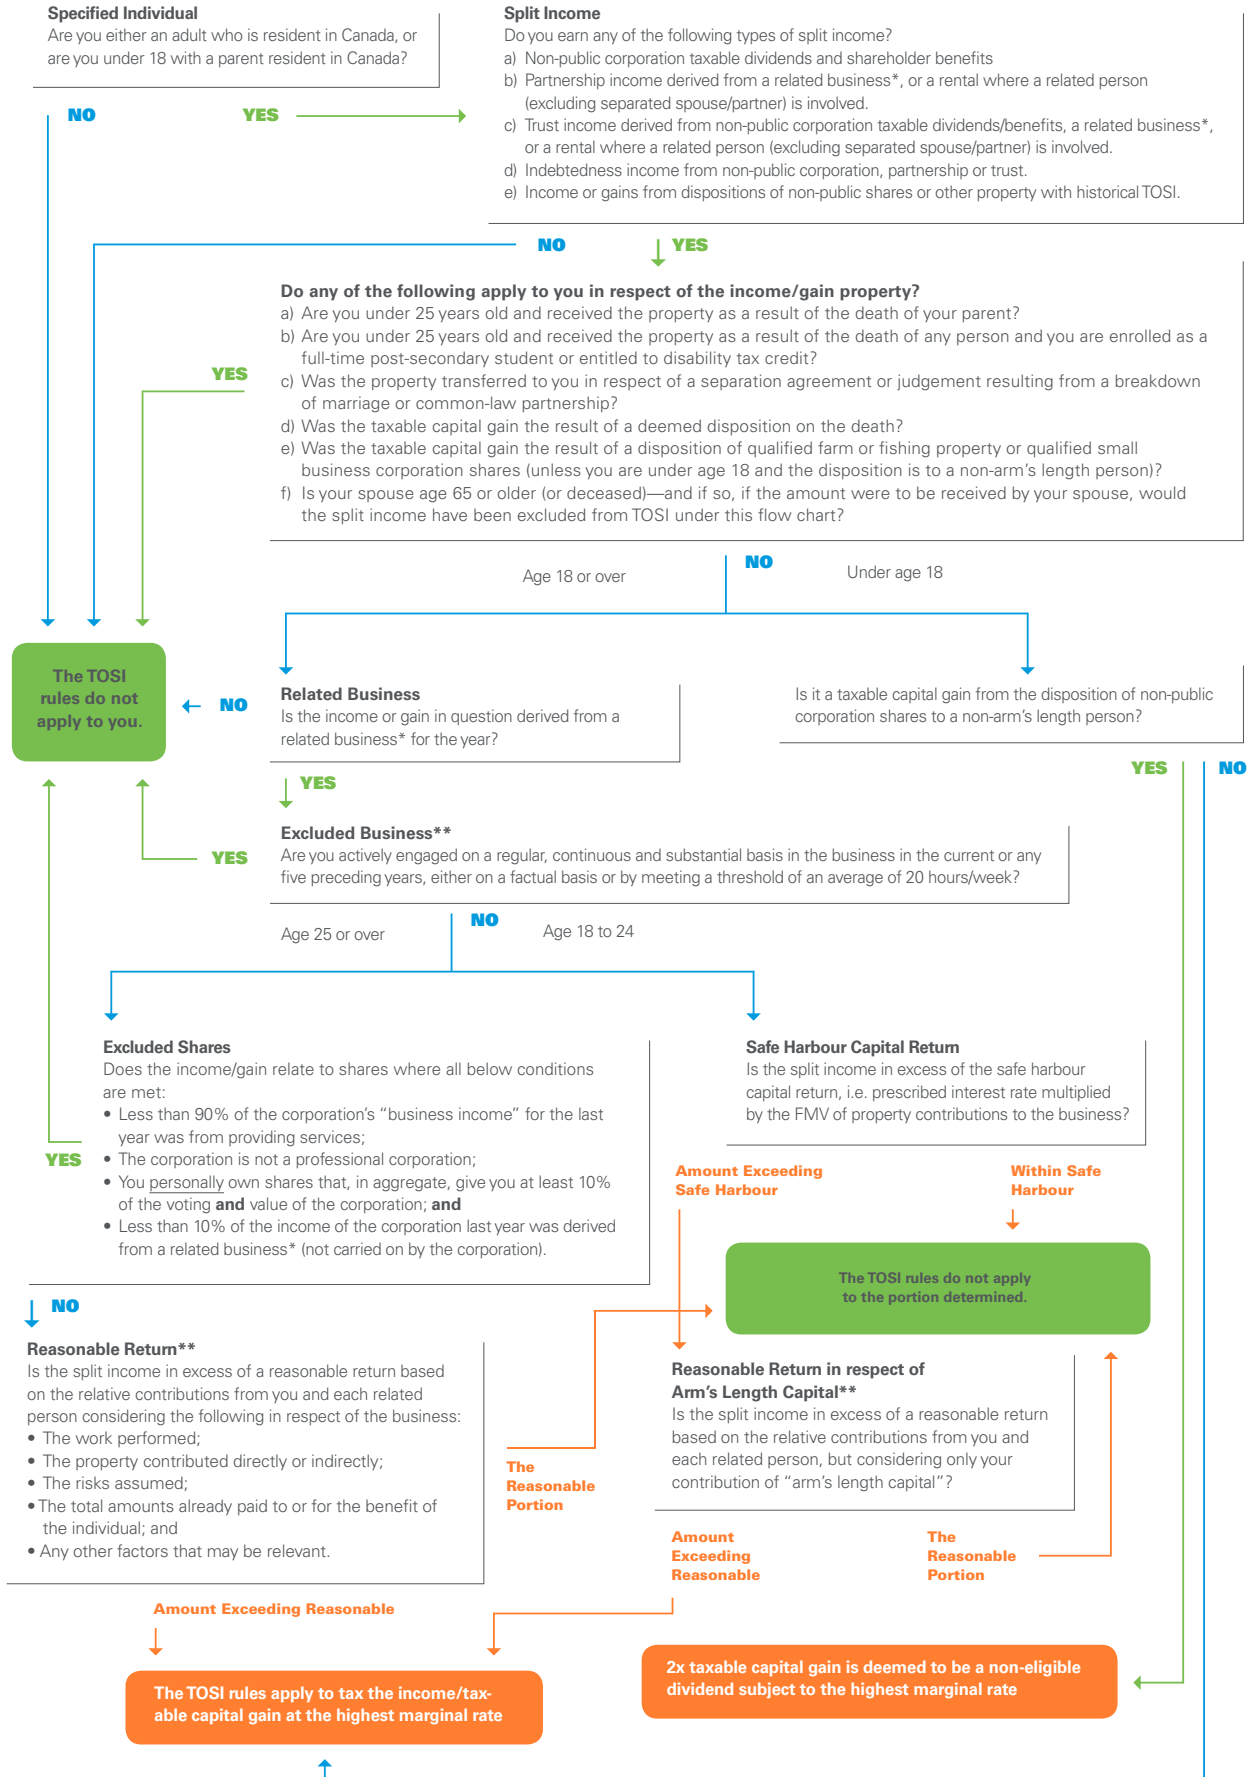 Specified Individual
Are you either an adult who is resident in Canada, or
are you under 18 with a parent resident in Canada?
NO
YES
Split Income
Do you earn any of the following types of split income?
a) Non-public corporation taxable dividends and shareholder benefits
b) Partnership income derived from a related business*, or a rental where a related person
(excluding separated spouse/partner) is involved.
c) Trust income derived from non-public corporation taxable dividends/benefits, a related business*,
or a rental where a related person (excluding separated spouse/partner) is involved.
d) Indebtedness income from non-public corporation, partnership or trust.
e) Income or gains from dispositions of non-public shares or other property with historical TOSI.
NO
YES
Do any of the following apply to you in respect of the income/gain property?
a) Are you under 25 years old and received the property as a result of the death of your parent?
b) Are you under 25 years old and received the property as a result of the death of any person and you are enrolled as a
full-time post-secondary student or entitled to disability tax credit?
c) Was the property transferred to you in respect of a separation agreement or judgement resulting from a breakdown
of marriage or common-law partnership?
d) Was the taxable capital gain the result of a deemed disposition on the death?
e) Was the taxable capital gain the result of a disposition of qualified farm or fishing property or qualified small
business corporation shares (unless you are under age 18 and the disposition is to a non-arm's length person)?
f) Is your spouse age 65 or older (or deceased)—and if so, if the amount were to be received by your spouse, would
the split income have been excluded from TOSI under this flow chart?
YES
Age 18 or over
NO
Under age 18
The TOSI
rules do not
apply to you.
NO
Related Business
Is the income or gain in question derived from a
related business* for the year?
Is it a taxable capital gain from the disposition of non-public
corporation shares to a non-arm's length person?
YES
YES
NO
Excluded Business**
Are you actively engaged on a regular, continuous and substantial basis in the business in the current or any
five preceding years, either on a factual basis or by meeting a threshold of an average of 20 hours/week?
YES
Age 25 or over
NO
Age 18 to 24
Excluded Shares
Does the income/gain relate to shares where all below conditions
are met:
• Less than 90% of the corporation's “business income” for the last
year was from providing services;
• The corporation is not a professional corporation;
• You personally own shares that, in aggregate, give you at least 10%
of the voting and value of the corporation; and
• Less than 10% of the income of the corporation last year was derived
from a related business* (not carried on by the corporation).
YES
NO
Safe Harbour Capital Return
Is the split income in excess of the safe harbour
capital return, i.e. prescribed interest rate multiplied
by the FMV of property contributions to the business?
Amount Exceeding
Safe Harbour
Within Safe
Harbour
The TOSI rules do not apply
to the portion determined.
Reasonable Return**
Is the split income in excess of a reasonable return based
on the relative contributions from you and each related
person considering the following in respect of the business:
• The work performed;
• The property contributed directly or indirectly;
• The risks assumed;
• The total amounts already paid to or for the benefit of
the individual; and
• Any other factors that may be relevant.
The
Reasonable
Portion
Reasonable Return in respect of
Arm's Length Capital**
Is the split income in excess of a reasonable return
based on the relative contributions from you and
each related person, but considering only your
contribution of “arm's length capital”?
Amount
Exceeding
Reasonable
The
Reasonable
Portion
Amount Exceeding Reasonable
The TOSI rules apply to tax the income/tax-
able capital gain at the highest marginal rate
2x taxable capital gain is deemed to be a non-eligible
dividend subject to the highest marginal rate